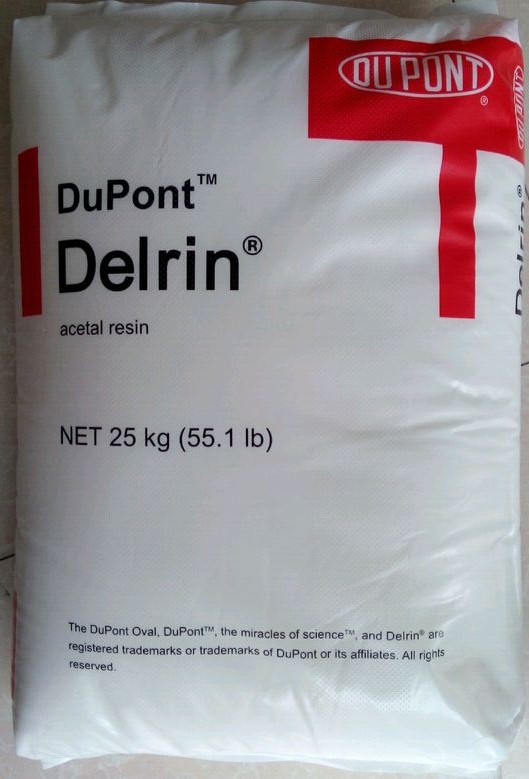 DU PONT®
DuPont™
Delrin®
acetal resin
NET 25 kg (55.1 lb)
The DuPont Oval, DuPont™, the miracles of science™, and Delrin® are
registered trademarks or trademarks of DuPont or its affiliates. All rights
reserved.
Delrin®